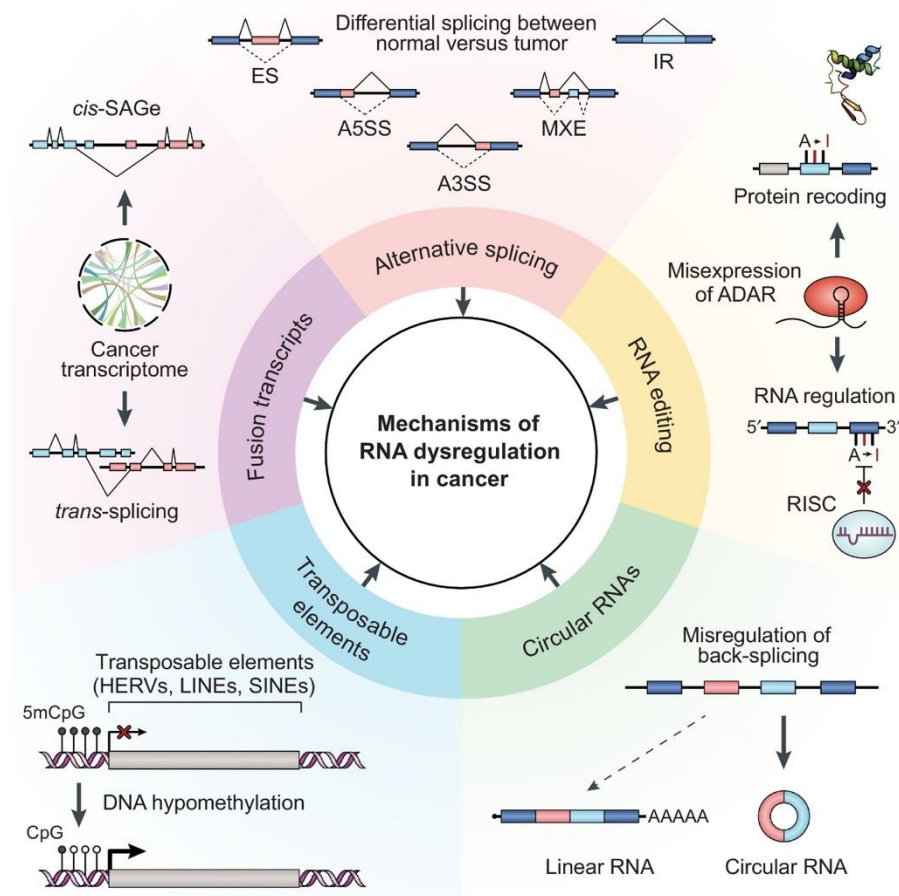 Differential splicing between
normal versus tumor
ES
IR
A5SS
MXE
A3SS
cis-SAGe
Cancer
transcriptome
trans-splicing
A I
Protein recoding
Misexpression
of ADAR
RNA regulation
5′ 3′
A I
RISC
Alternative splicing
Fusion transcripts
RNA editing
Mechanisms of
RNA dysregulation
in cancer
Transposable
elements
Circular RNAs
Transposable elements
(HERVs, LINEs, SINEs)
5mCpG
DNA hypomethylation
CpG
Misregulation of
back-splicing
AAAAA
Linear RNA
Circular RNA